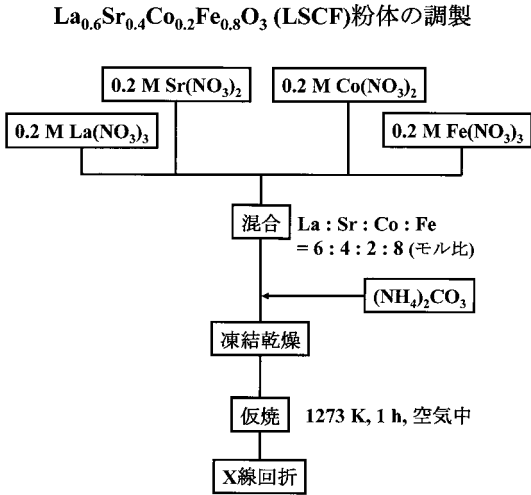 La0.6Sr0.4Co0.2Fe0.8O3 (LSCF)粉体の調製
0.2 M Sr(NO3)2
0.2 M Co(NO3)2
0.2 M La(NO3)3
0.2 M Fe(NO3)3
混合
La : Sr : Co : Fe
= 6 : 4 : 2 : 8 (モル比)
(NH4)2CO3
凍結乾燥
仮焼
1273 K, 1 h, 空気中
X線回折